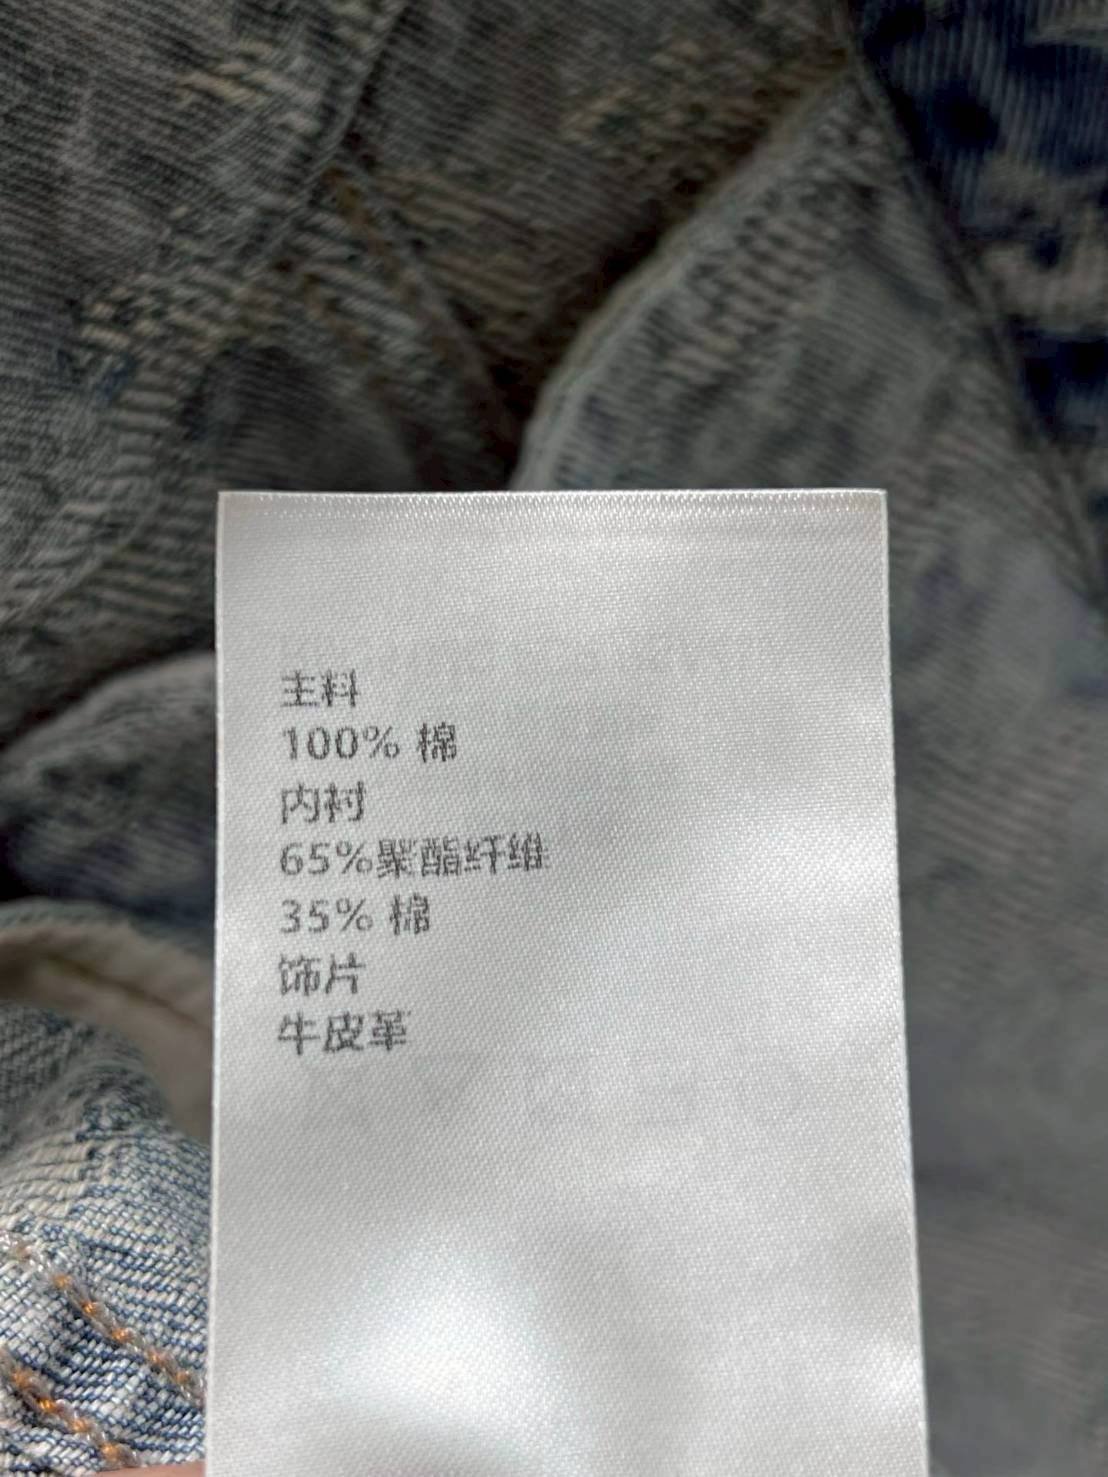 主料
100% 棉
内衬
65%聚酯纤维
35% 棉
饰片
牛皮革